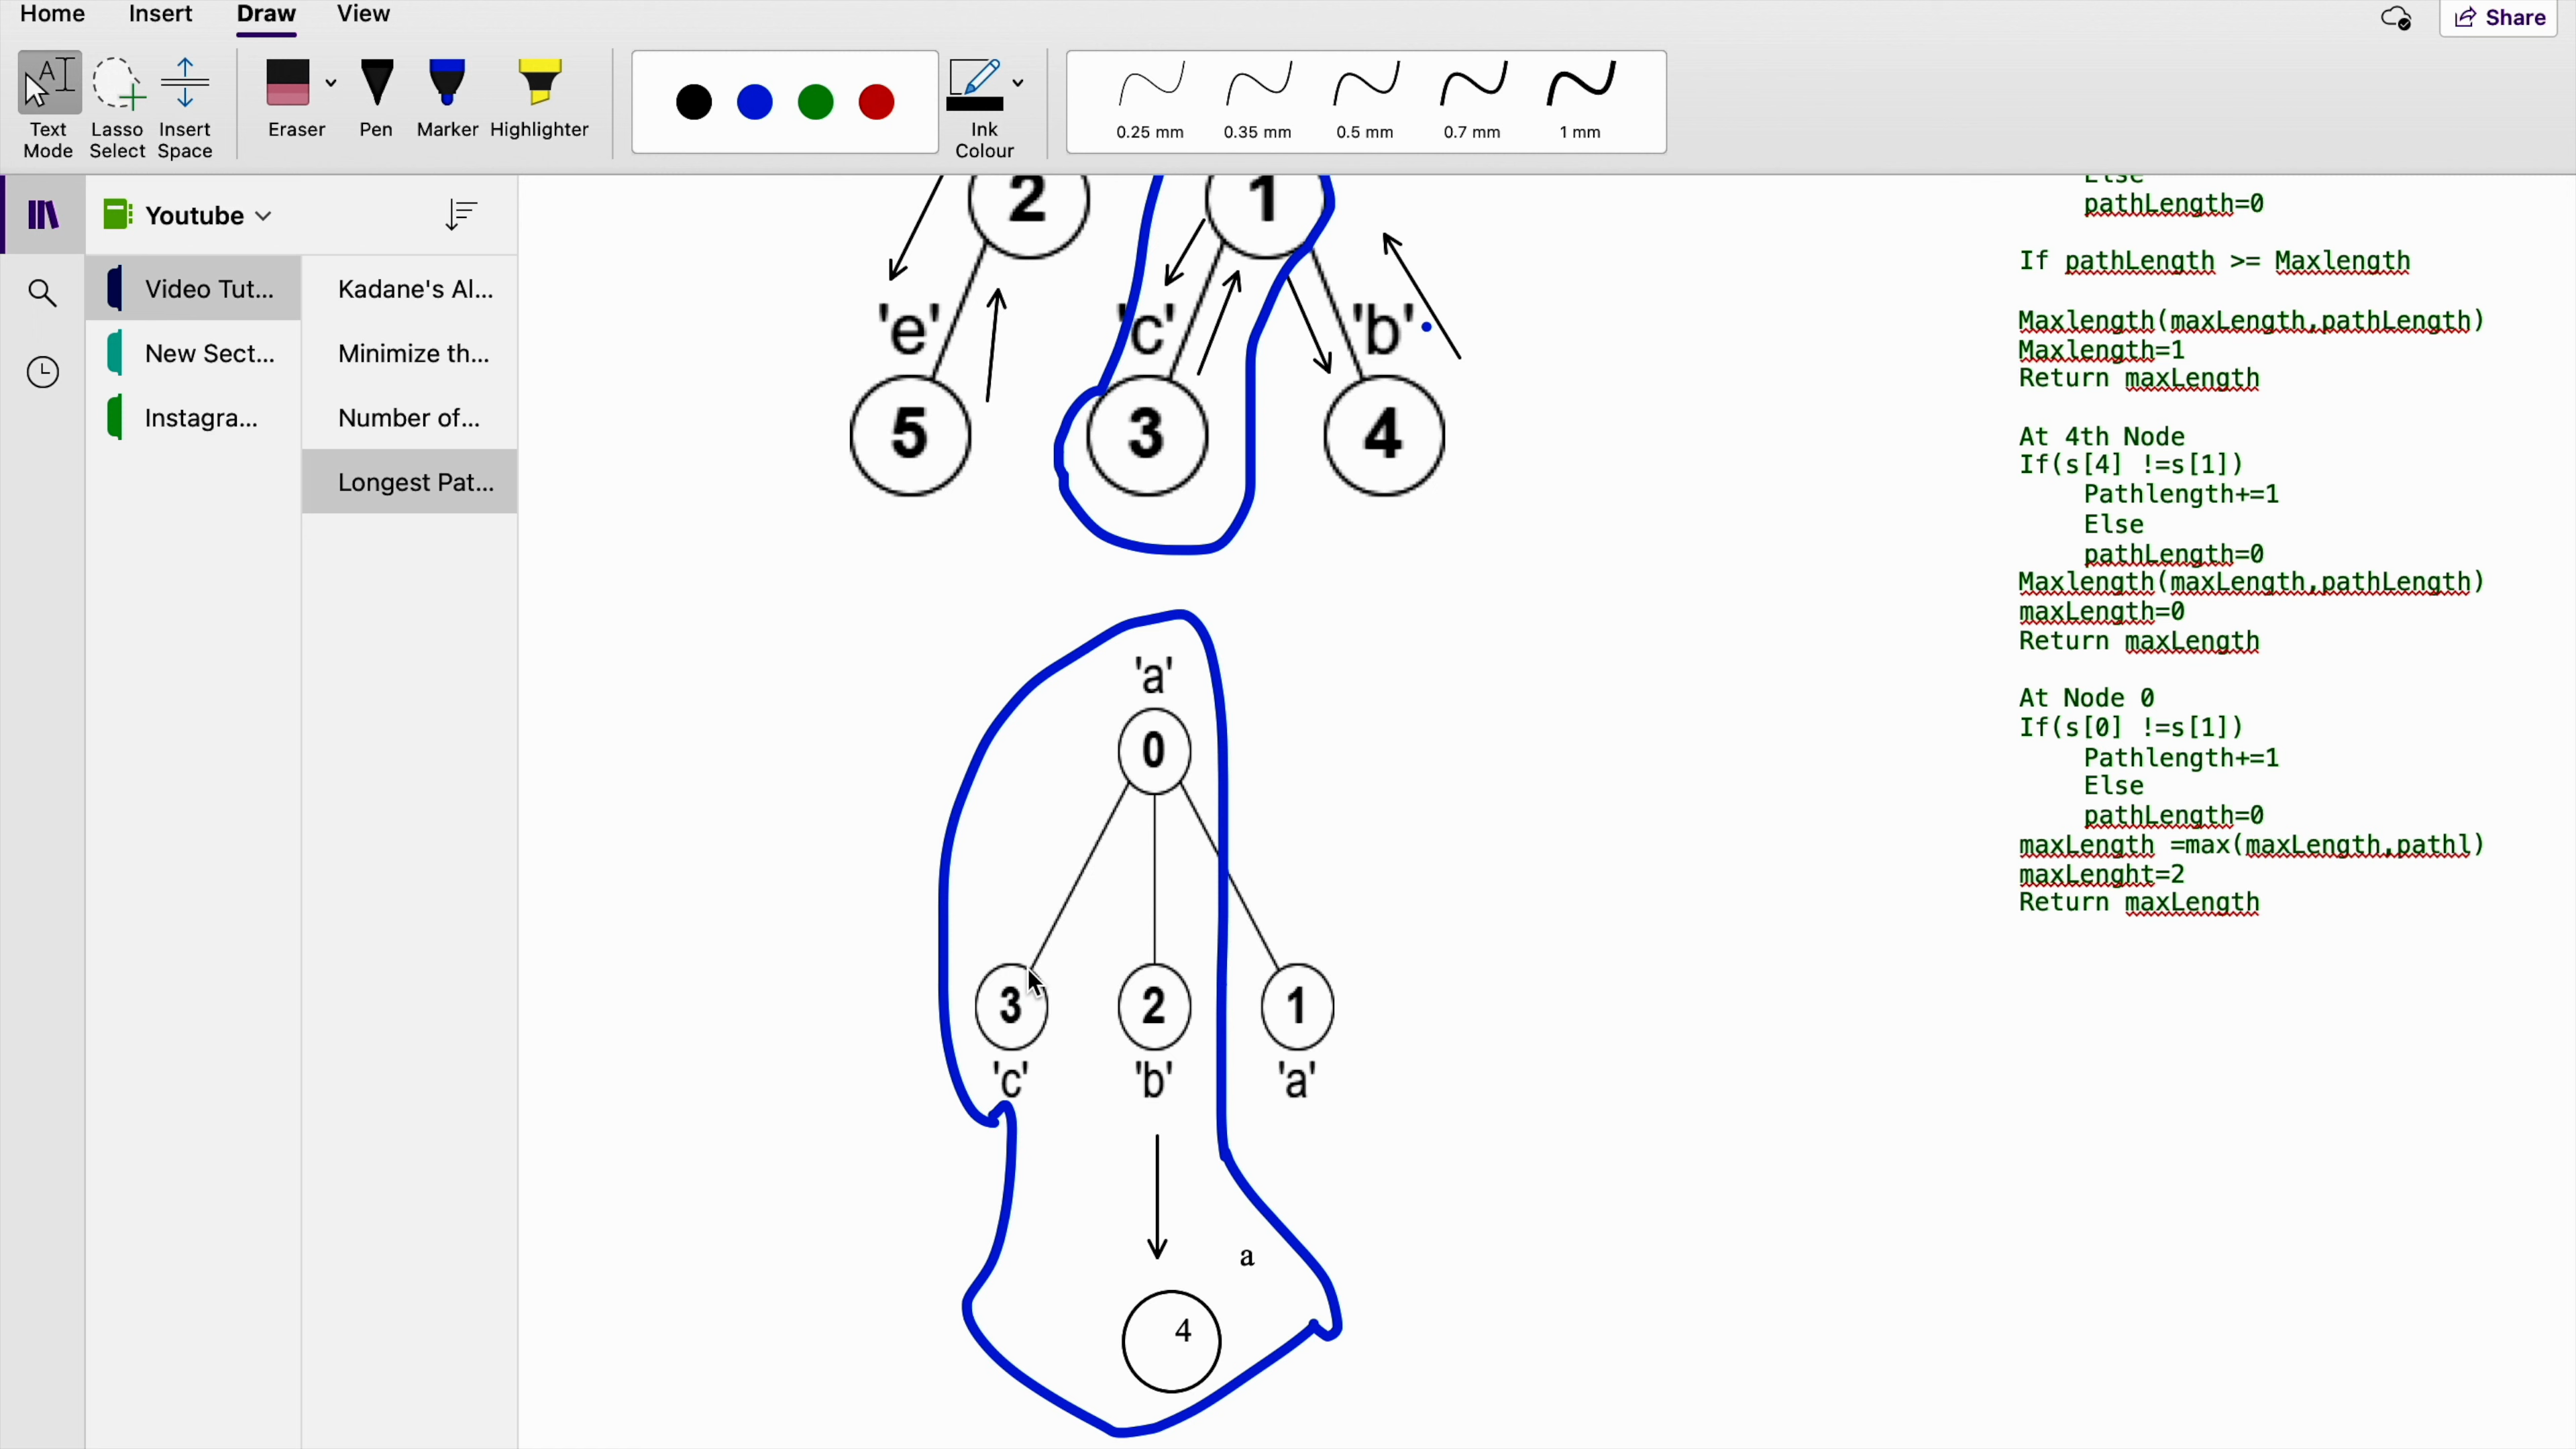 Home Insert Draw View
Share
Text Mode
Lasso Select
Insert Space
Eraser
Pen
Marker
Highlighter
Ink Colour
0.25 mm
0.35 mm
0.5 mm
0.7 mm
1 mm
Youtube
Video Tut...
New Sect...
Instagra...
Kadane's Al...
Minimize th...
Number of...
Longest Pat...
2
1
'e'
'c'
'b'
5
3
4
'a'
0
3
2
1
'c'
'b'
'a'
a
4
Else
pathLength=0
If pathLength >= Maxlength
Maxlength(maxLength,pathLength)
Maxlength=1
Return maxLength
At 4th Node
If(s[4] !=s[1])
Pathlength+=1
Else
pathLength=0
Maxlength(maxLength,pathLength)
maxLength=0
Return maxLength
At Node 0
If(s[0] !=s[1])
Pathlength+=1
Else
pathLength=0
maxLength =max(maxLength,pathl)
maxLenght=2
Return maxLength